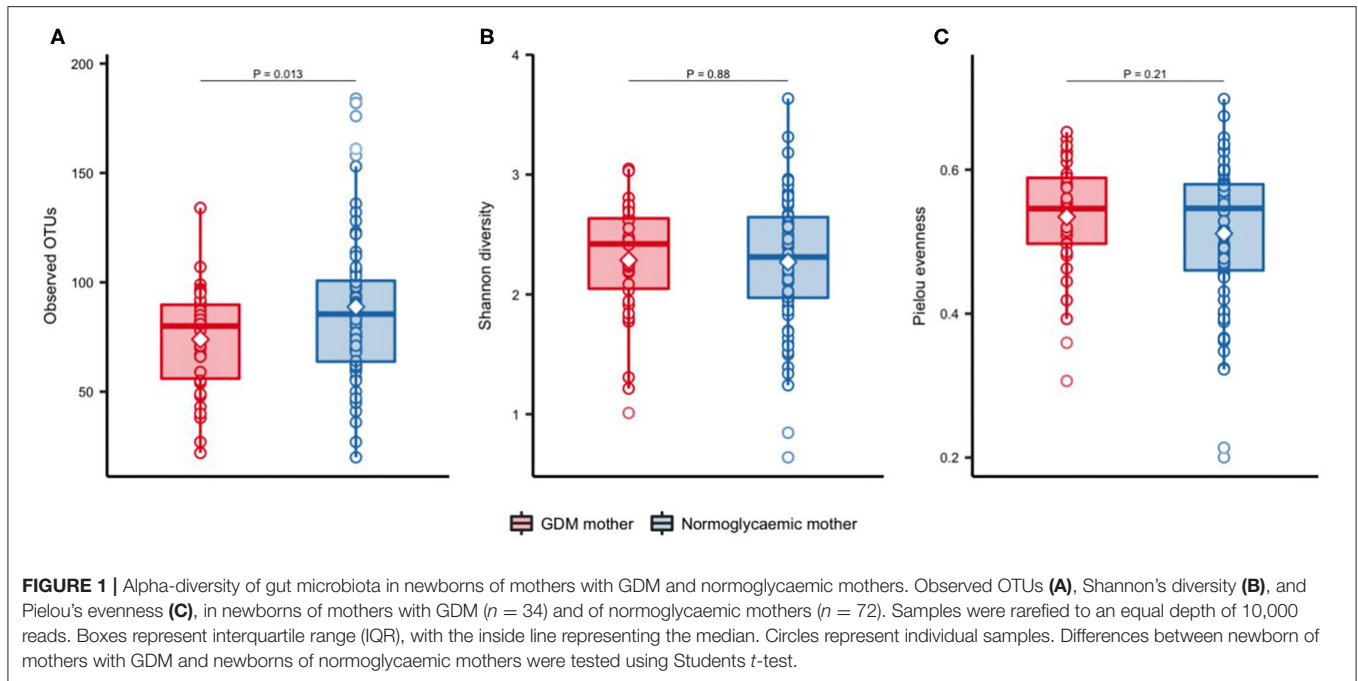 A
B
C
200
150
100
50
Observed OTUs
P = 0.013
4
3
2
1
Shannon diversity
P = 0.88
0.6
0.4
0.2
Pielou evenness
P = 0.21
GDM mother
Normoglycaemic mother
FIGURE 1 | Alpha-diversity of gut microbiota in newborns of mothers with GDM and normoglycaemic mothers. Observed OTUs (A), Shannon's diversity (B), and
Pielou's evenness (C), in newborns of mothers with GDM (n = 34) and of normoglycaemic mothers (n = 72). Samples were rarefied to an equal depth of 10,000
reads. Boxes represent interquartile range (IQR), with the inside line representing the median. Circles represent individual samples. Differences between newborn of
mothers with GDM and newborns of normoglycaemic mothers were tested using Students t-test.